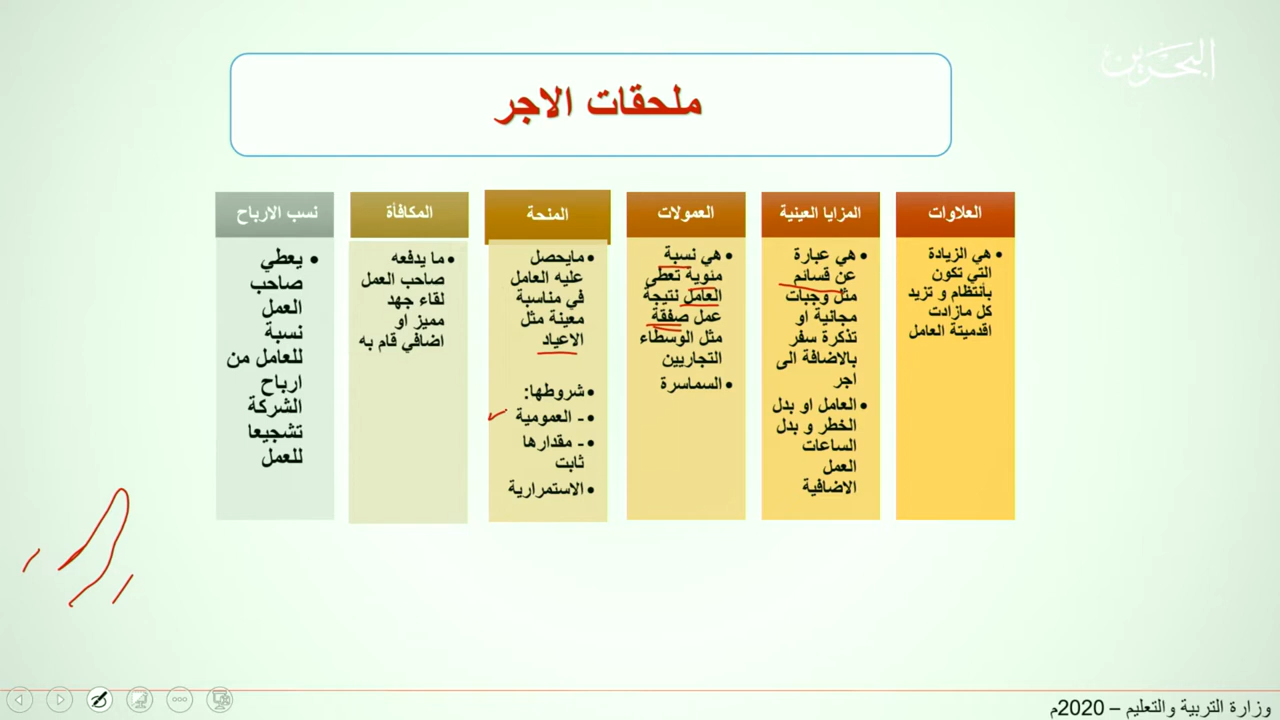 البحرين
ملحقات الاجر
العلاوات
هي الزيادة
التي تكون
بأنتظام و تزيد
كل مازادت
اقدميتة العامل
المزايا العينية
هي عبارة
عن قسائم
مثل وجبات
مجانية او
تذكرة سفر
بالاضافة الى
اجر
العامل او بدل
الخطر و بدل
الساعات
العمل
الاضافية
العمولات
هي نسبة
مئوية تعطى
العامل نتيجة
عمل صفقة
مثل الوسطاء
التجاريين
السماسرة
المنحة
مايحصل
عليه العامل
في مناسبة
معينة مثل
الاعياد
شروطها:
- العمومية
- مقدارها
ثابت
الاستمرارية
المكافأة
ما يدفعه
صاحب العمل
لقاء جهد
مميز او
اضافي قام به
نسب الارباح
يعطي
صاحب
العمل
نسبة
للعامل من
ارباح
الشركة
تشجيعا
للعمل
وزارة التربية والتعليم – 2020م